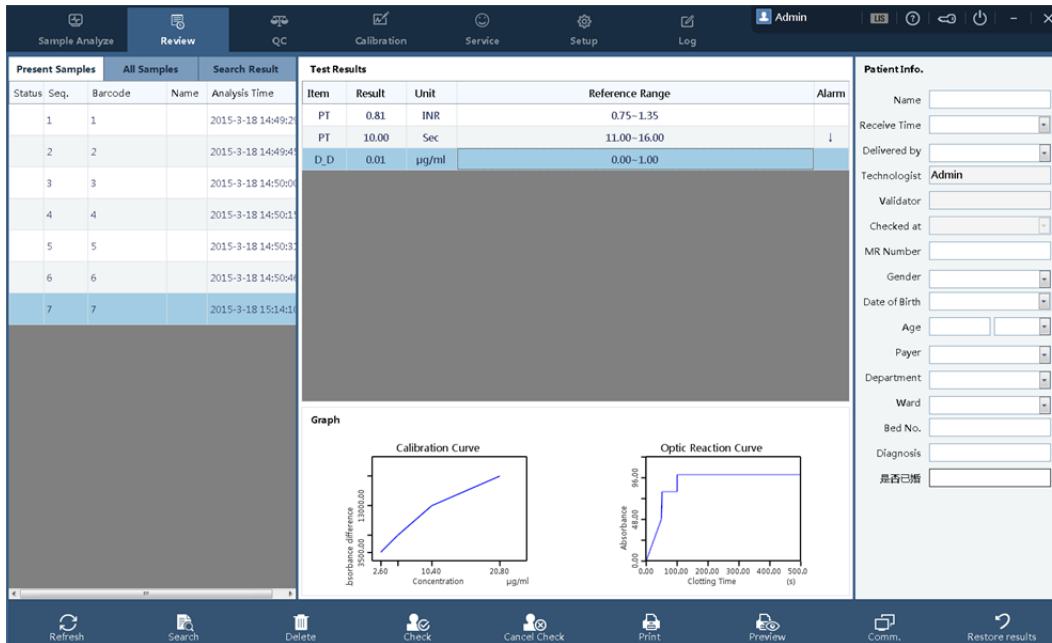 Sample Analyze Review QC Calibration Service Setup Log Admin LIS
Present Samples All Samples Search Result
Status Seq. Barcode Name Analysis Time
1 1 2015-3-18 14:49:29
2 2 2015-3-18 14:49:45
3 3 2015-3-18 14:50:00
4 4 2015-3-18 14:50:15
5 5 2015-3-18 14:50:31
6 6 2015-3-18 14:50:46
7 7 2015-3-18 15:14:10
Test Results
Item Result Unit Reference Range Alarm
PT 0.81 INR 0.75~1.35
PT 10.00 Sec 11.00~16.00 ↓
D_D 0.01 µg/ml 0.00~1.00
Graph
Calibration Curve
bsorbance difference
3500.00 13000.00
2.60 10.40 20.80
Concentration µg/ml
Optic Reaction Curve
Absorbance
0.00 48.00 96.00
0.00 100.00 200.00 300.00 400.00 500.0
Clotting Time (s)
Patient Info.
Name
Receive Time
Delivered by
Technologist Admin
Validator
Checked at
MR Number
Gender
Date of Birth
Age
Payer
Department
Ward
Bed No.
Diagnosis
是否已婚
Refresh Search Delete Check Cancel Check Print Preview Comm. Restore results